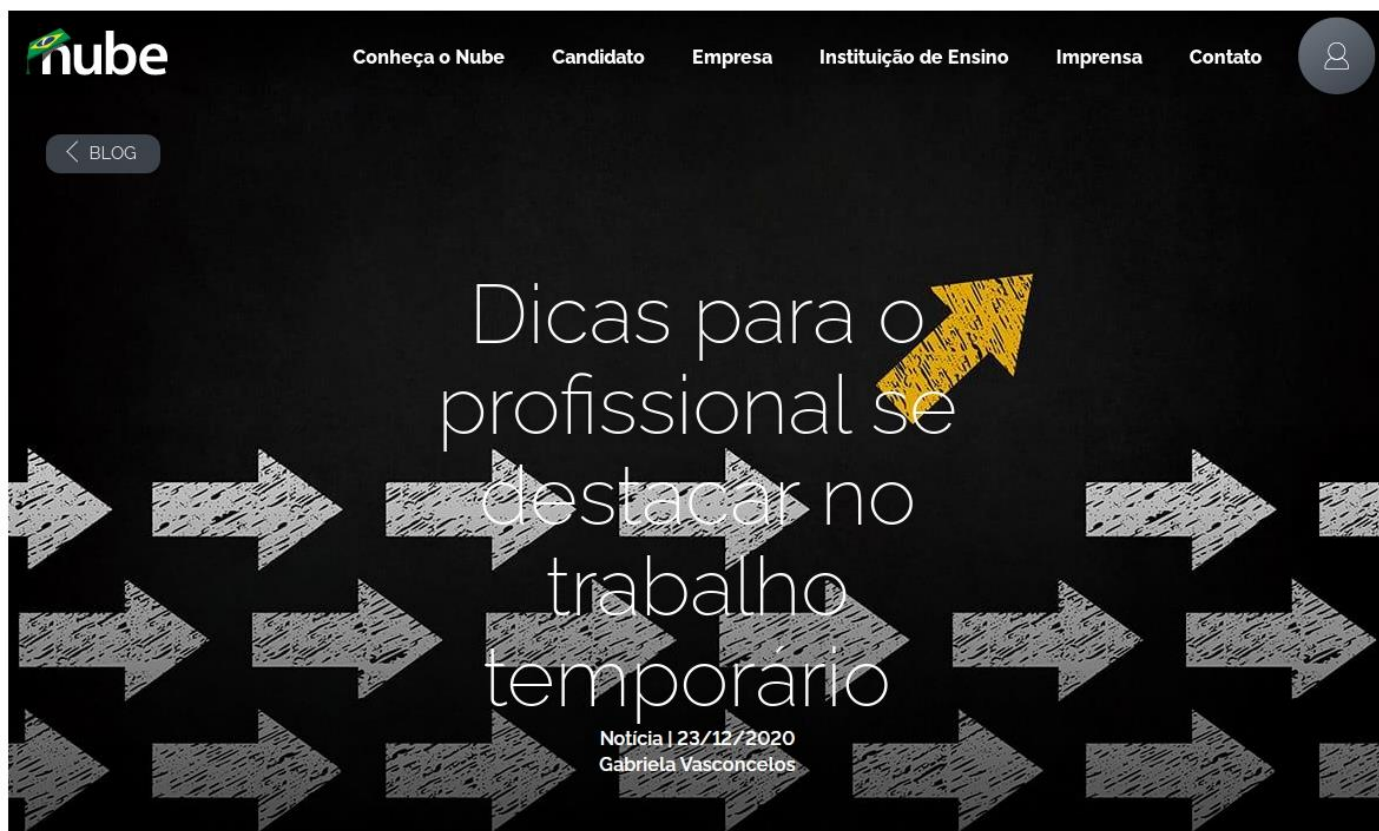 nube
Conheça o Nube Candidato Empresa Instituição de Ensino Imprensa Contato
BLOG
Dicas para o
profissional se
destacar no
trabalho
temporário
Notícia | 23/12/2020
Gabriela Vasconcelos